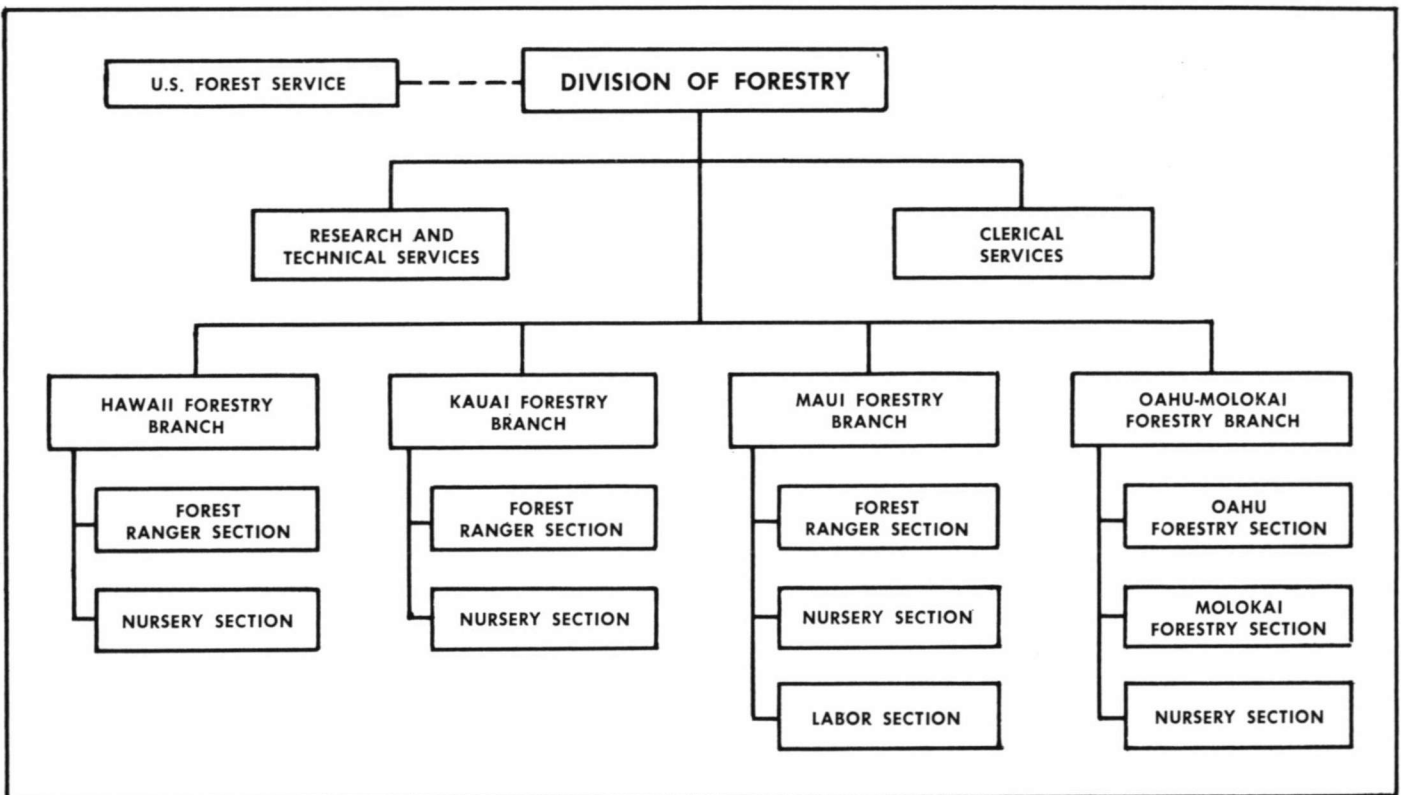 U.S. FOREST SERVICE
DIVISION OF FORESTRY
RESEARCH AND
TECHNICAL SERVICES
CLERICAL
SERVICES
HAWAII FORESTRY
BRANCH
KAUAI FORESTRY
BRANCH
MAUI FORESTRY
BRANCH
OAHU-MOLOKAI
FORESTRY BRANCH
FOREST
RANGER SECTION
FOREST
RANGER SECTION
FOREST
RANGER SECTION
OAHU
FORESTRY SECTION
NURSERY SECTION
NURSERY SECTION
NURSERY SECTION
MOLOKAI
FORESTRY SECTION
LABOR SECTION
NURSERY SECTION